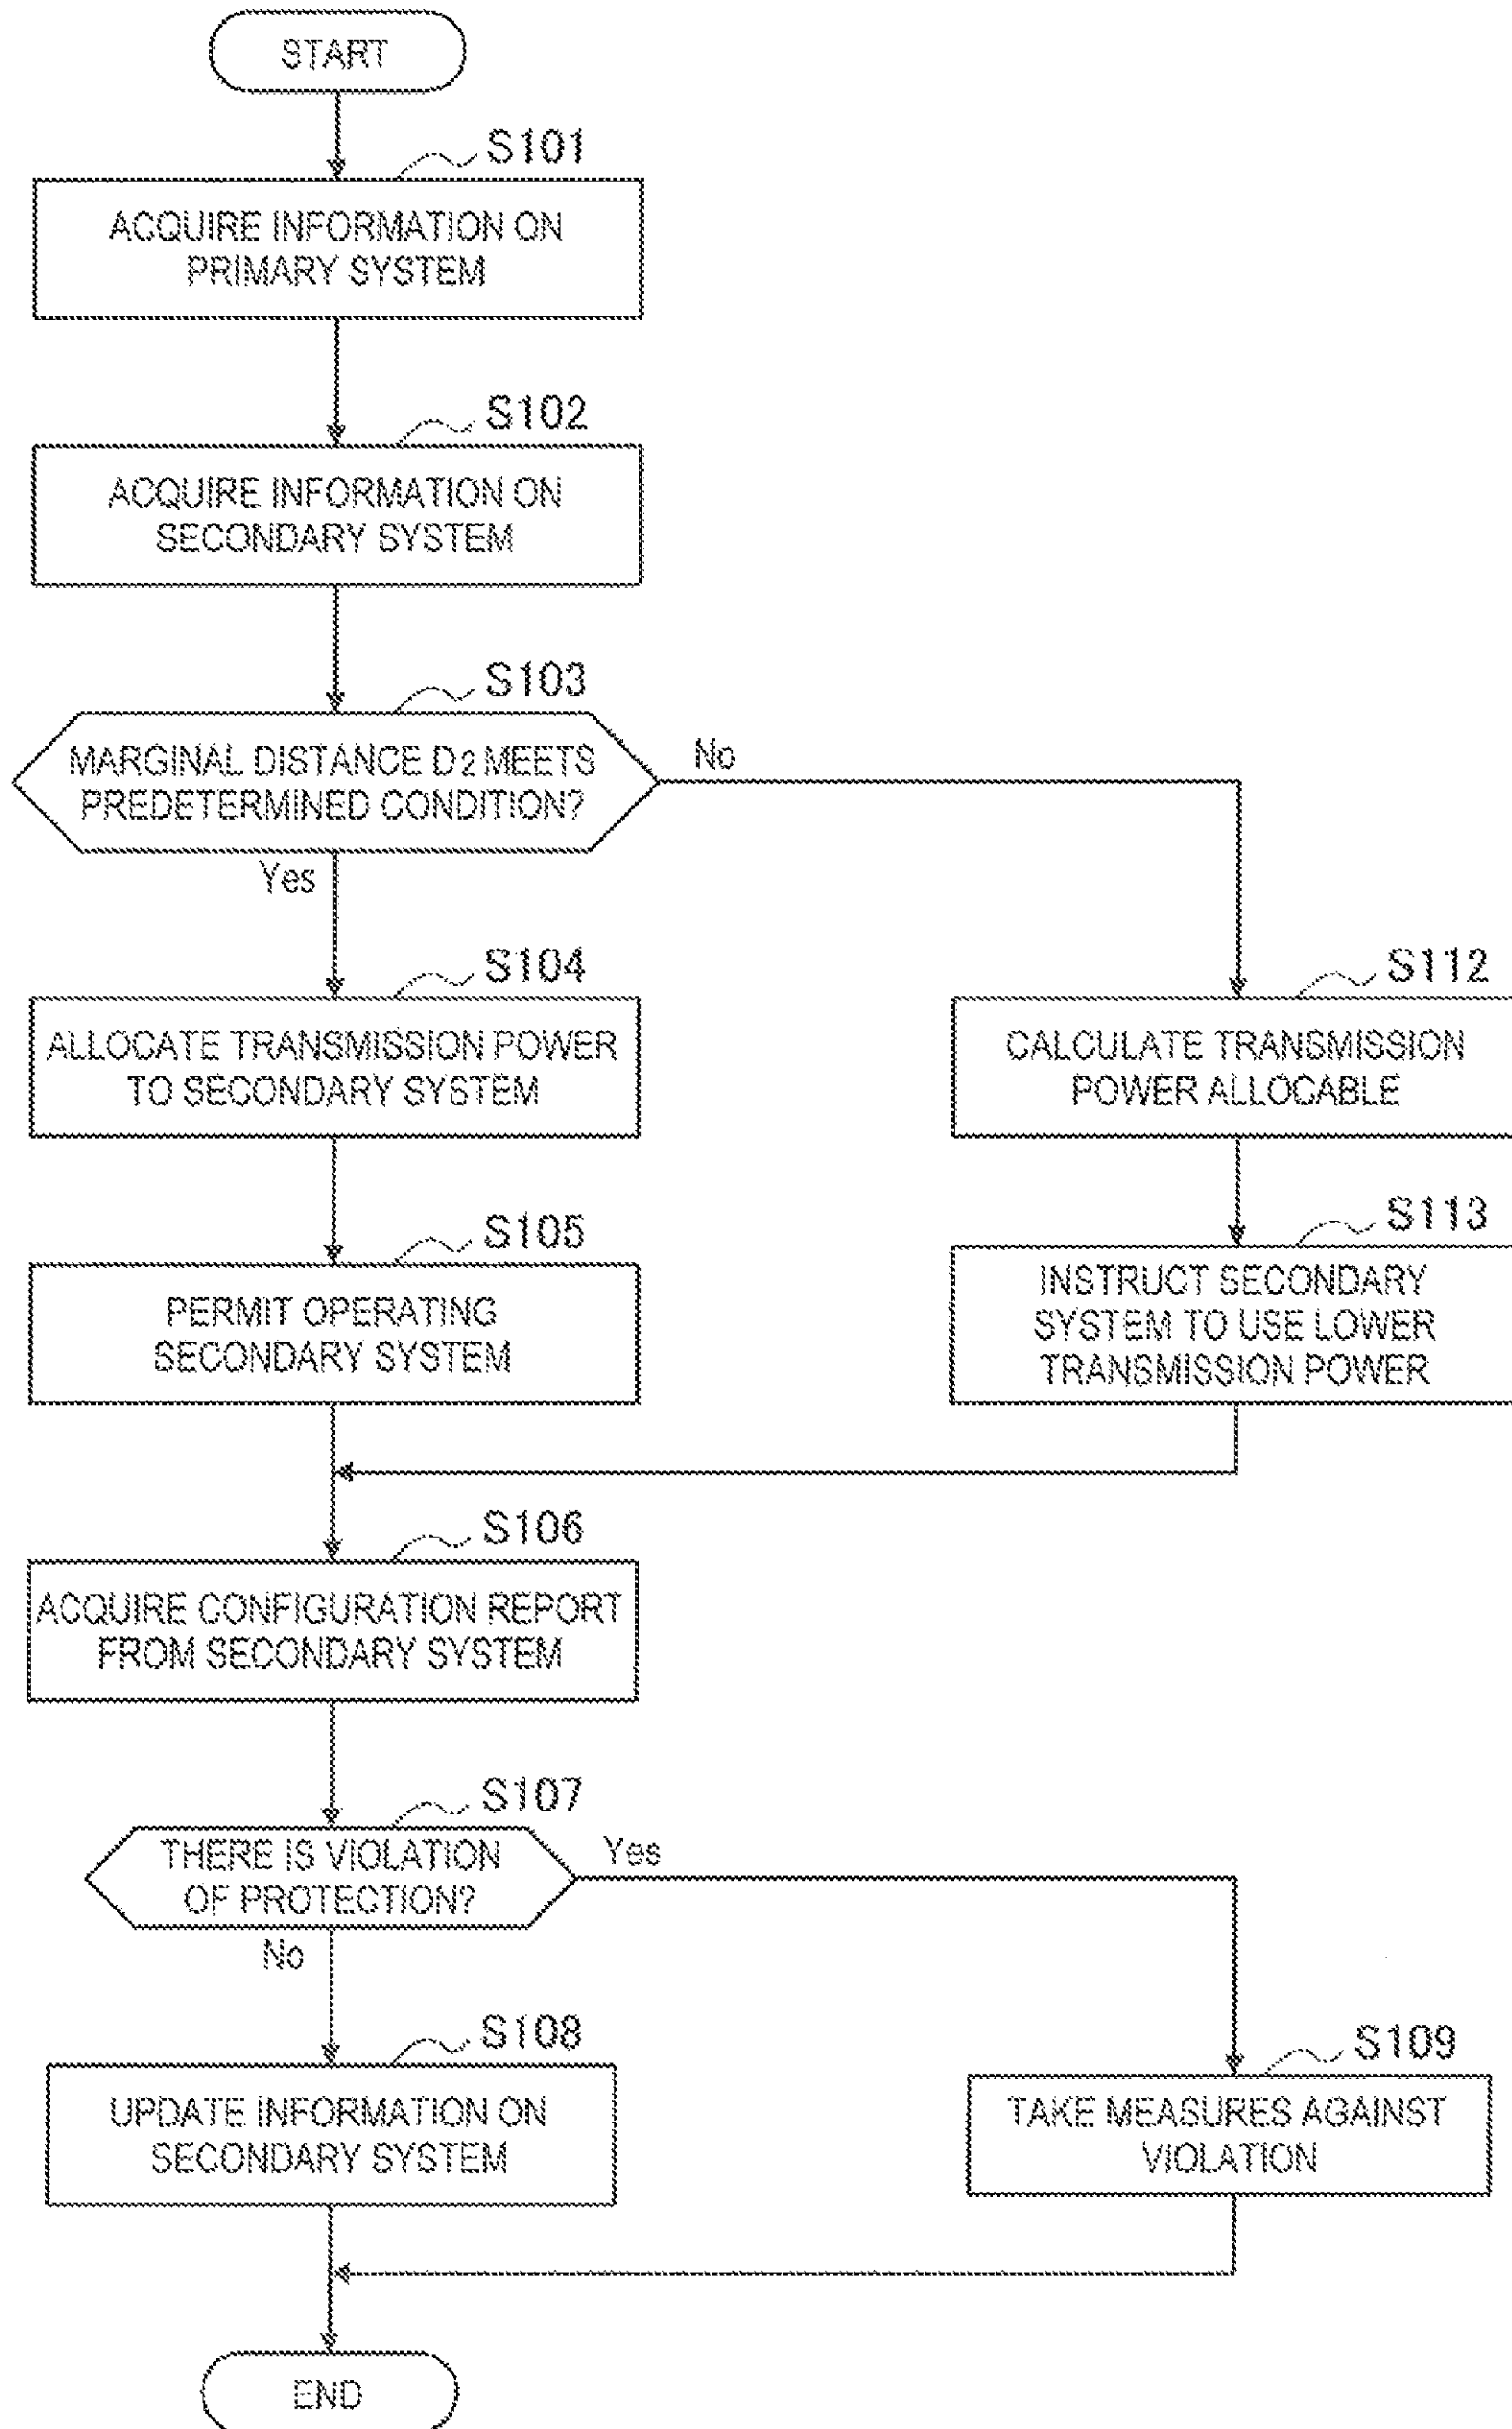 START
S101
ACQUIRE INFORMATION ON
PRIMARY SYSTEM
S102
ACQUIRE INFORMATION ON
SECONDARY SYSTEM
S103
MARGINAL DISTANCE D2 MEETS
PREDETERMINED CONDITION?
No
Yes
S104
ALLOCATE TRANSMISSION POWER
TO SECONDARY SYSTEM
S112
CALCULATE TRANSMISSION
POWER ALLOCABLE
S105
PERMIT OPERATING
SECONDARY SYSTEM
S113
INSTRUCT SECONDARY
SYSTEM TO USE LOWER
TRANSMISSION POWER
S106
ACQUIRE CONFIGURATION REPORT
FROM SECONDARY SYSTEM
S107
THERE IS VIOLATION
OF PROTECTION?
Yes
No
S108
UPDATE INFORMATION ON
SECONDARY SYSTEM
S109
TAKE MEASURES AGAINST
VIOLATION
END